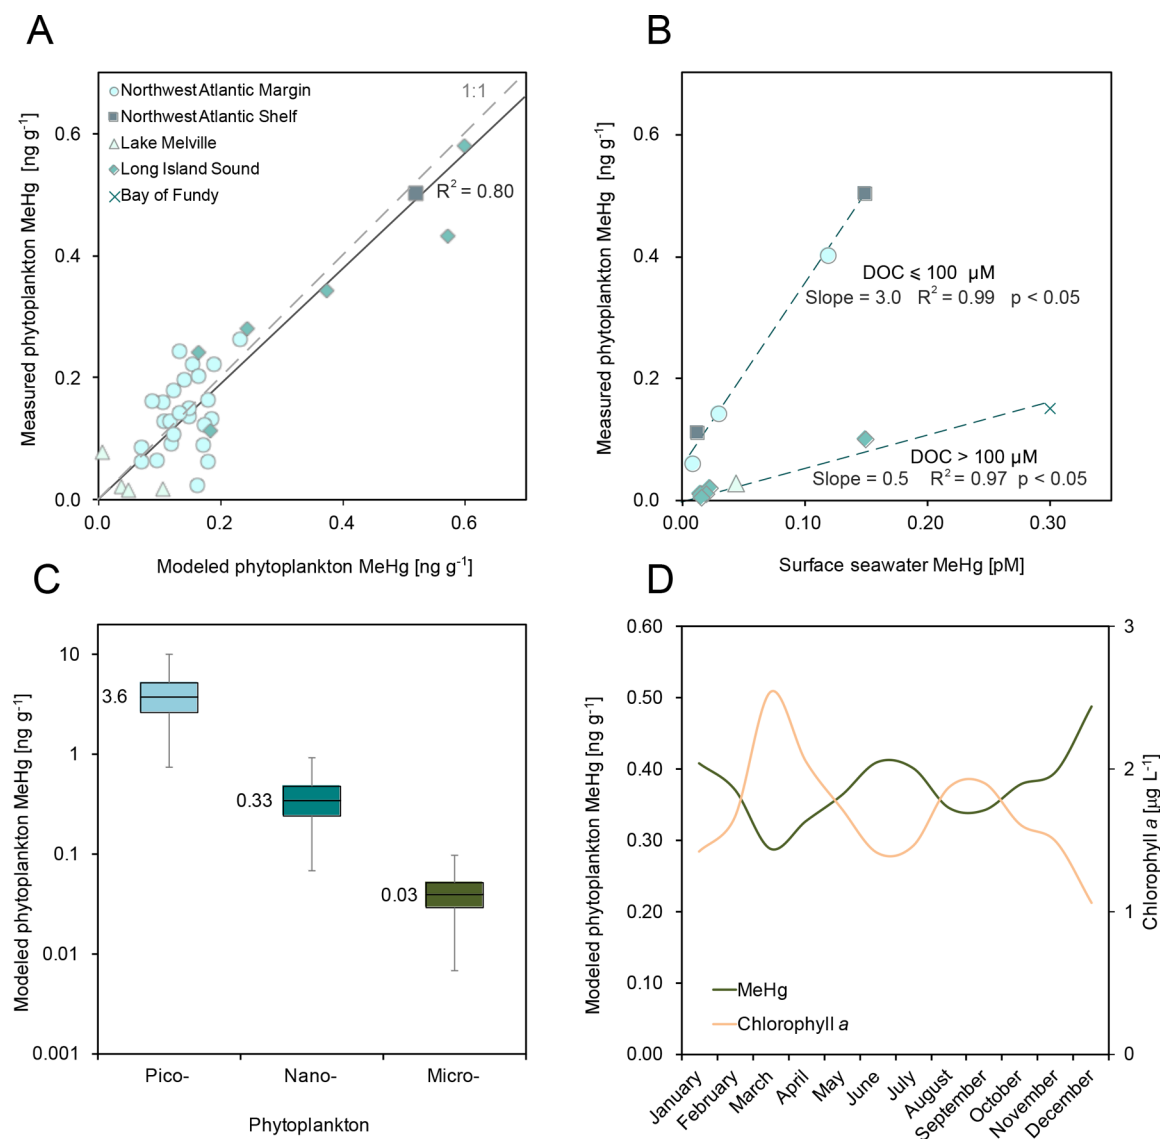 A
Measured phytoplankton MeHg [ng g-1]
0.6
0.4
0.2
0.0
Northwest Atlantic Margin
Northwest Atlantic Shelf
Lake Melville
Long Island Sound
Bay of Fundy
1:1
R2 = 0.80
0.0 0.2 0.4 0.6
Modeled phytoplankton MeHg [ng g-1]
B
Measured phytoplankton MeHg [ng g-1]
0.6
0.4
0.2
0.0
DOC ⩽ 100 µM
Slope = 3.0 R2 = 0.99 p < 0.05
DOC > 100 µM
Slope = 0.5 R2 = 0.97 p < 0.05
0.00 0.10 0.20 0.30
Surface seawater MeHg [pM]
C
Modeled phytoplankton MeHg [ng g-1]
10
1
0.1
0.01
0.001
3.6
0.33
0.03
Pico- Nano- Micro-
Phytoplankton
D
Modeled phytoplankton MeHg [ng g-1]
0.60
0.50
0.40
0.30
0.20
0.10
0.00
MeHg
Chlorophyll a
3
2
1
0
Chlorophyll a [µg L-1]
January
February
March
April
May
June
July
August
September
October
November
December